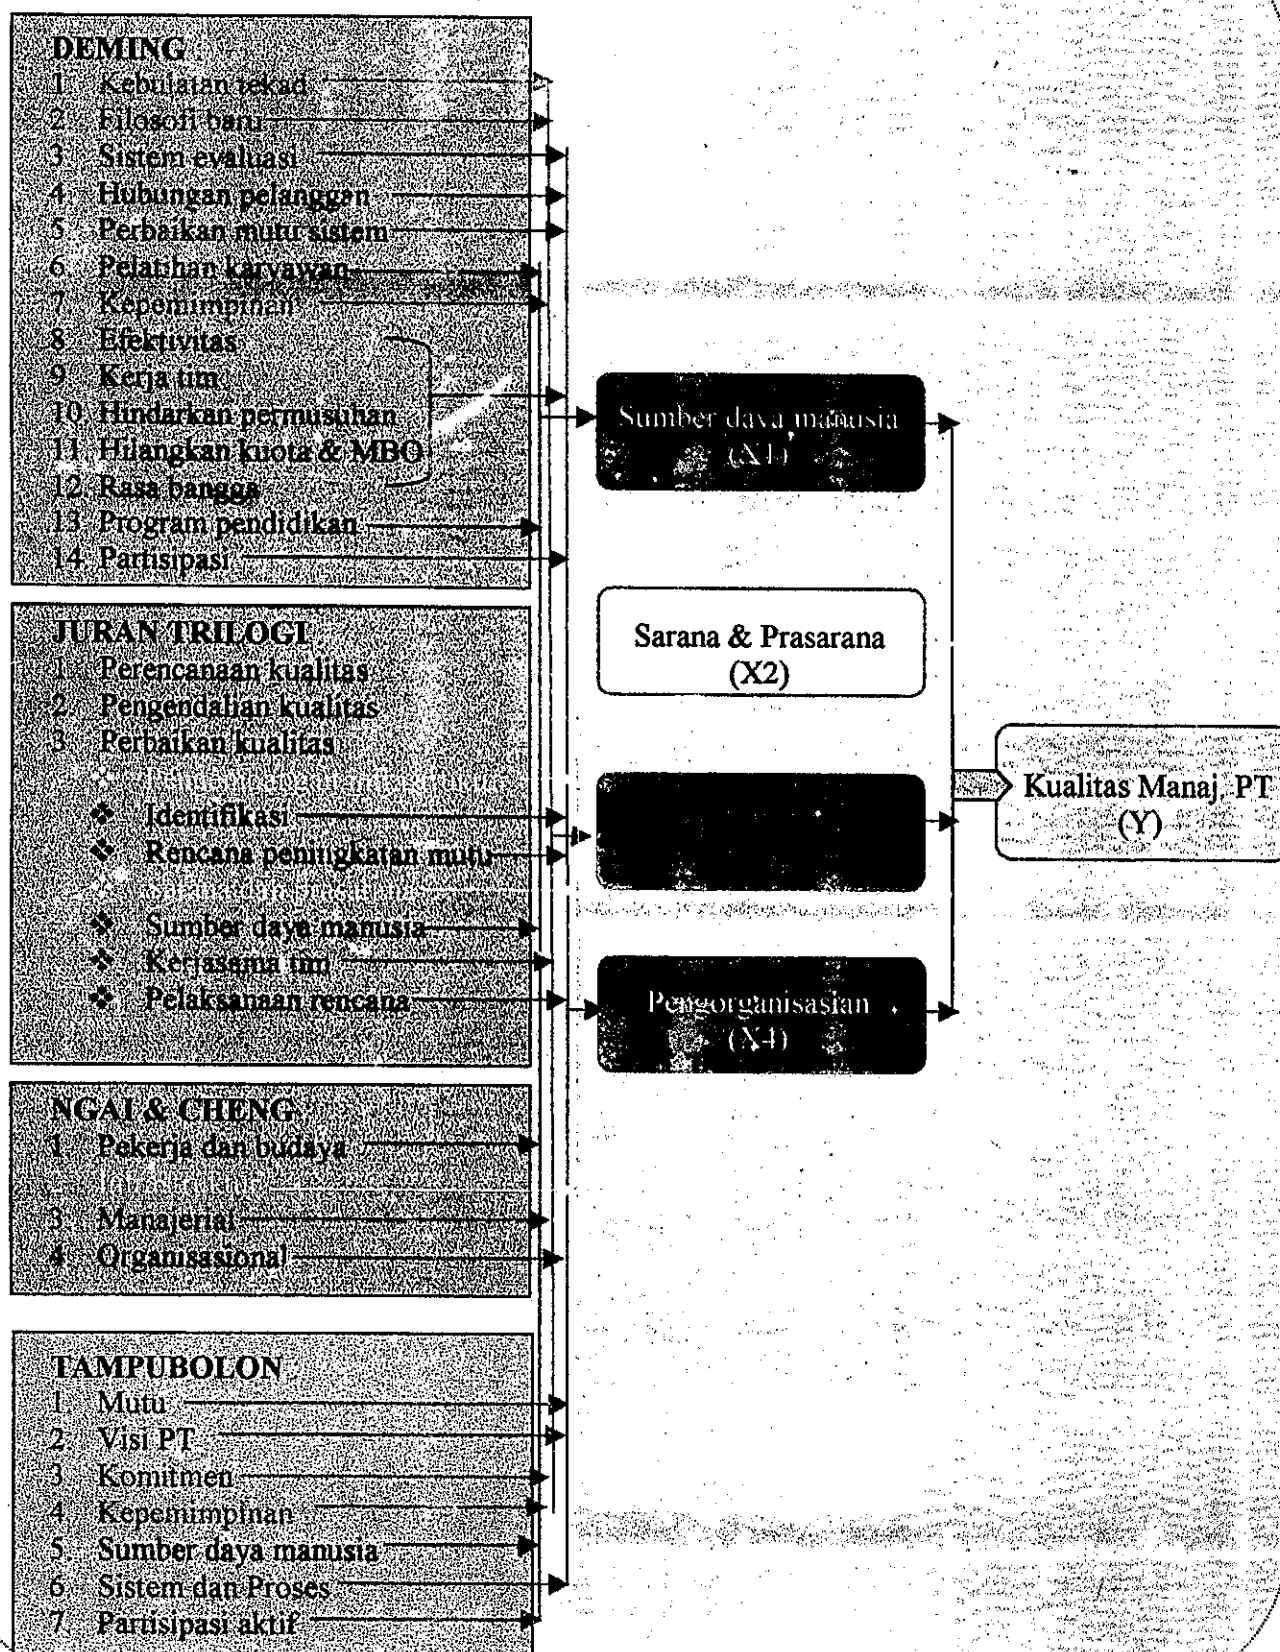 DEMING
1 Kebulatan tekad
2 Filosofi baru
3 Sistem evaluasi
4 Hubungan pelanggan
5 Perbaikan mutu sistem
6 Pelatihan karyawan
7 Kepemimpinan
8 Efektivitas
9 Kerja tim
10 Hindarkan permusuhan
11 Hilangkan kuota & MBO
12 Rasa bangga
13 Program pendidikan
14 Partisipasi
JURAN TRILOGI
1 Perencanaan kualitas
2 Pengendalian kualitas
3 Perbaikan kualitas
❖ Identifikasi
❖ Rencana peningkatan mutu
❖ Sumber daya manusia
❖ Kerjasama tim
❖ Pelaksanaan rencana
NGAI & CHENG
1 Pekerja dan budaya
3 Manajerial
4 Organisasional
TAMPUBOLON
1 Mutu
2 Visi PT
3 Komitmen
4 Kepemimpinan
5 Sumber daya manusia
6 Sistem dan Proses
7 Partisipasi aktif
Sumber daya manusia
(X1)
Sarana & Prasarana
(X2)
Pengorganisasian
(X4)
Kualitas Manaj. PT
(Y)